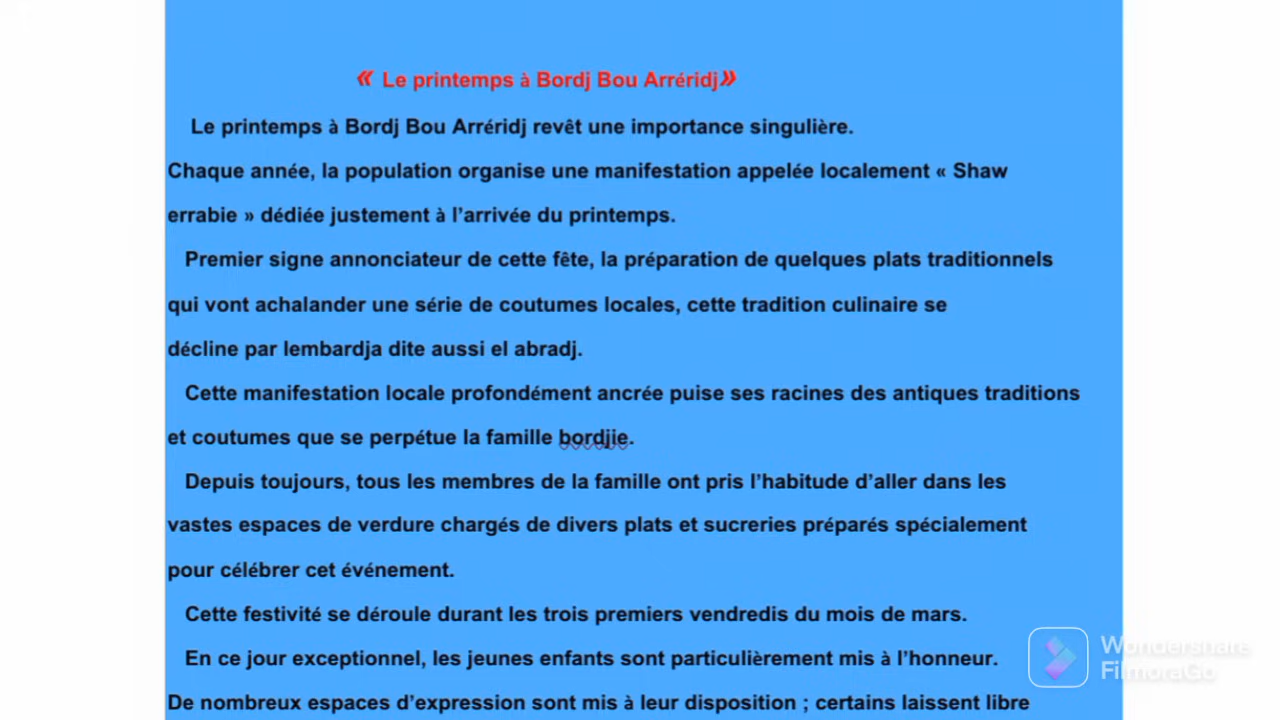 « Le printemps à Bordj Bou Arréridj»
Le printemps à Bordj Bou Arréridj revêt une importance singulière.
Chaque année, la population organise une manifestation appelée localement « Shaw
errabie » dédiée justement à l’arrivée du printemps.
Premier signe annonciateur de cette fête, la préparation de quelques plats traditionnels
qui vont achalander une série de coutumes locales, cette tradition culinaire se
décline par lembardja dite aussi el abradj.
Cette manifestation locale profondément ancrée puise ses racines des antiques traditions
et coutumes que se perpétue la famille bordjie.
Depuis toujours, tous les membres de la famille ont pris l’habitude d’aller dans les
vastes espaces de verdure chargés de divers plats et sucreries préparés spécialement
pour célébrer cet événement.
Cette festivité se déroule durant les trois premiers vendredis du mois de mars.
En ce jour exceptionnel, les jeunes enfants sont particulièrement mis à l’honneur.
De nombreux espaces d’expression sont mis à leur disposition ; certains laissent libre
Wondershare
FilmoraGo